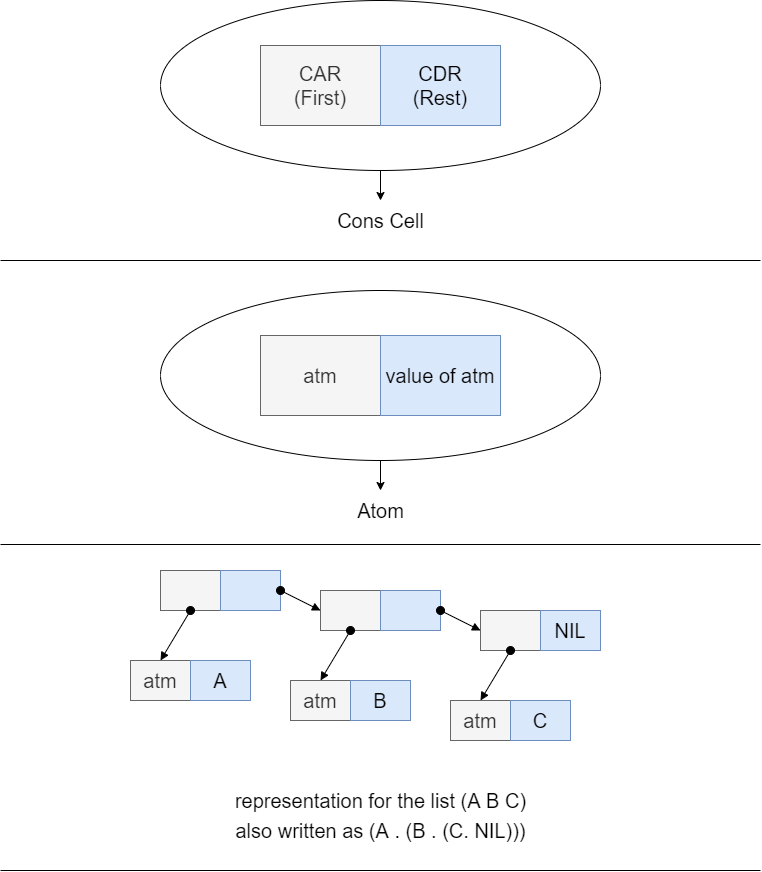 CAR CDR
(First) (Rest)
Cons Cell
atm value of atm
Atom
NIL
atm A
atm B
atm C
representation for the list (A B C)
also written as (A . (B . (C. NIL)))